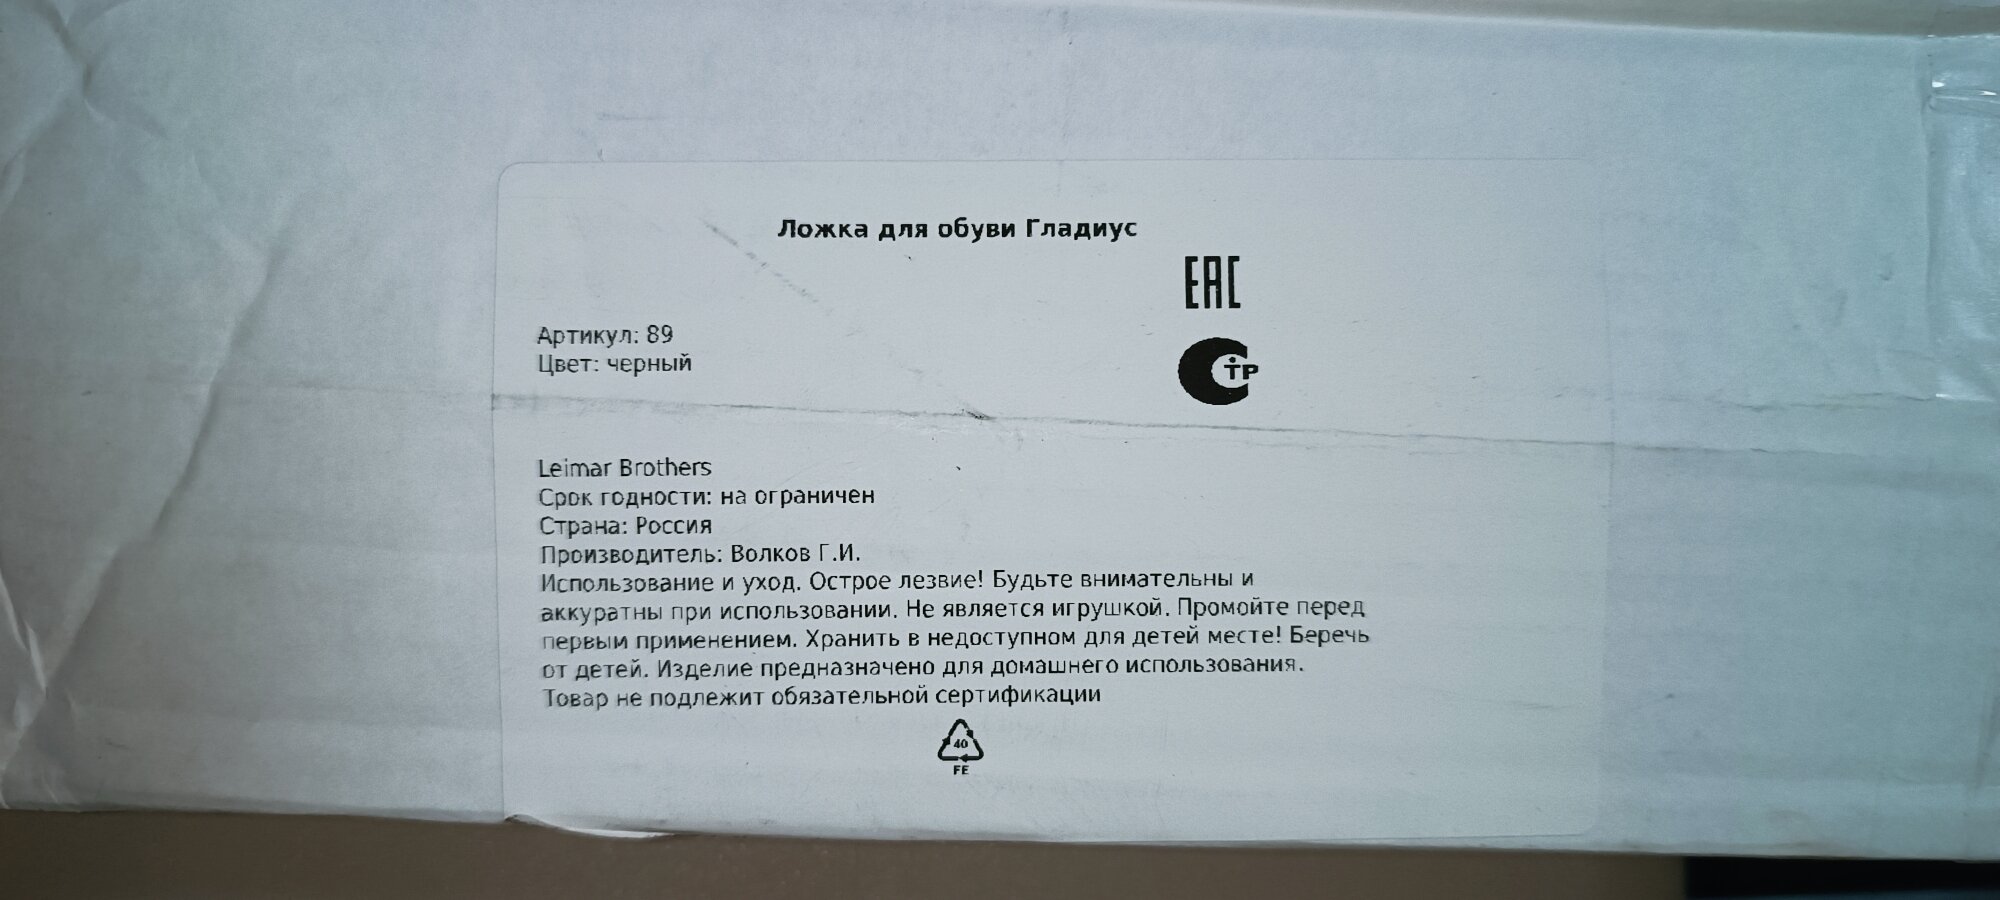 Ложка для обуви Гладиус
EAC
Артикул: 89
Цвет: черный
СТР
Leimar Brothers
Срок годности: на ограничен
Страна: Россия
Производитель: Волков Г.И.
Использование и уход. Острое лезвие! Будьте внимательны и
аккуратны при использовании. Не является игрушкой. Промойте перед
первым применением. Хранить в недоступном для детей месте! Беречь
от детей. Изделие предназначено для домашнего использования.
Товар не подлежит обязательной сертификации
40
FE